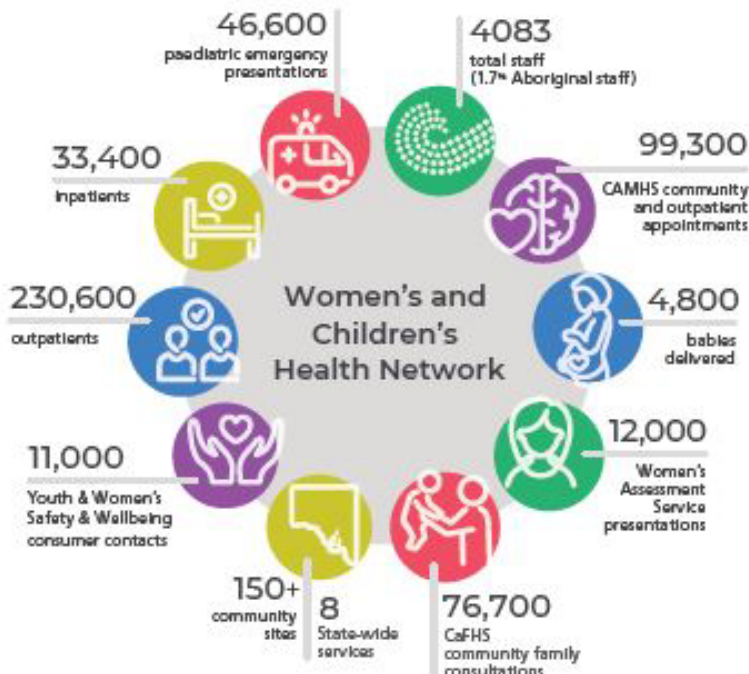 46,600
paediatric emergency
presentations
4083
total staff
(1.7% Aboriginal staff)
33,400
inpatients
99,300
CAMHS community
and outpatient
appointments
230,600
outpatients
Women's and
Children's
Health Network
4,800
babies
delivered
11,000
Youth & Women's
Safety & Wellbeing
consumer contacts
12,000
Women's
Assessment
Service
presentations
150+
community
sites
8
State-wide
services
76,700
CaFHS
community family
consultations